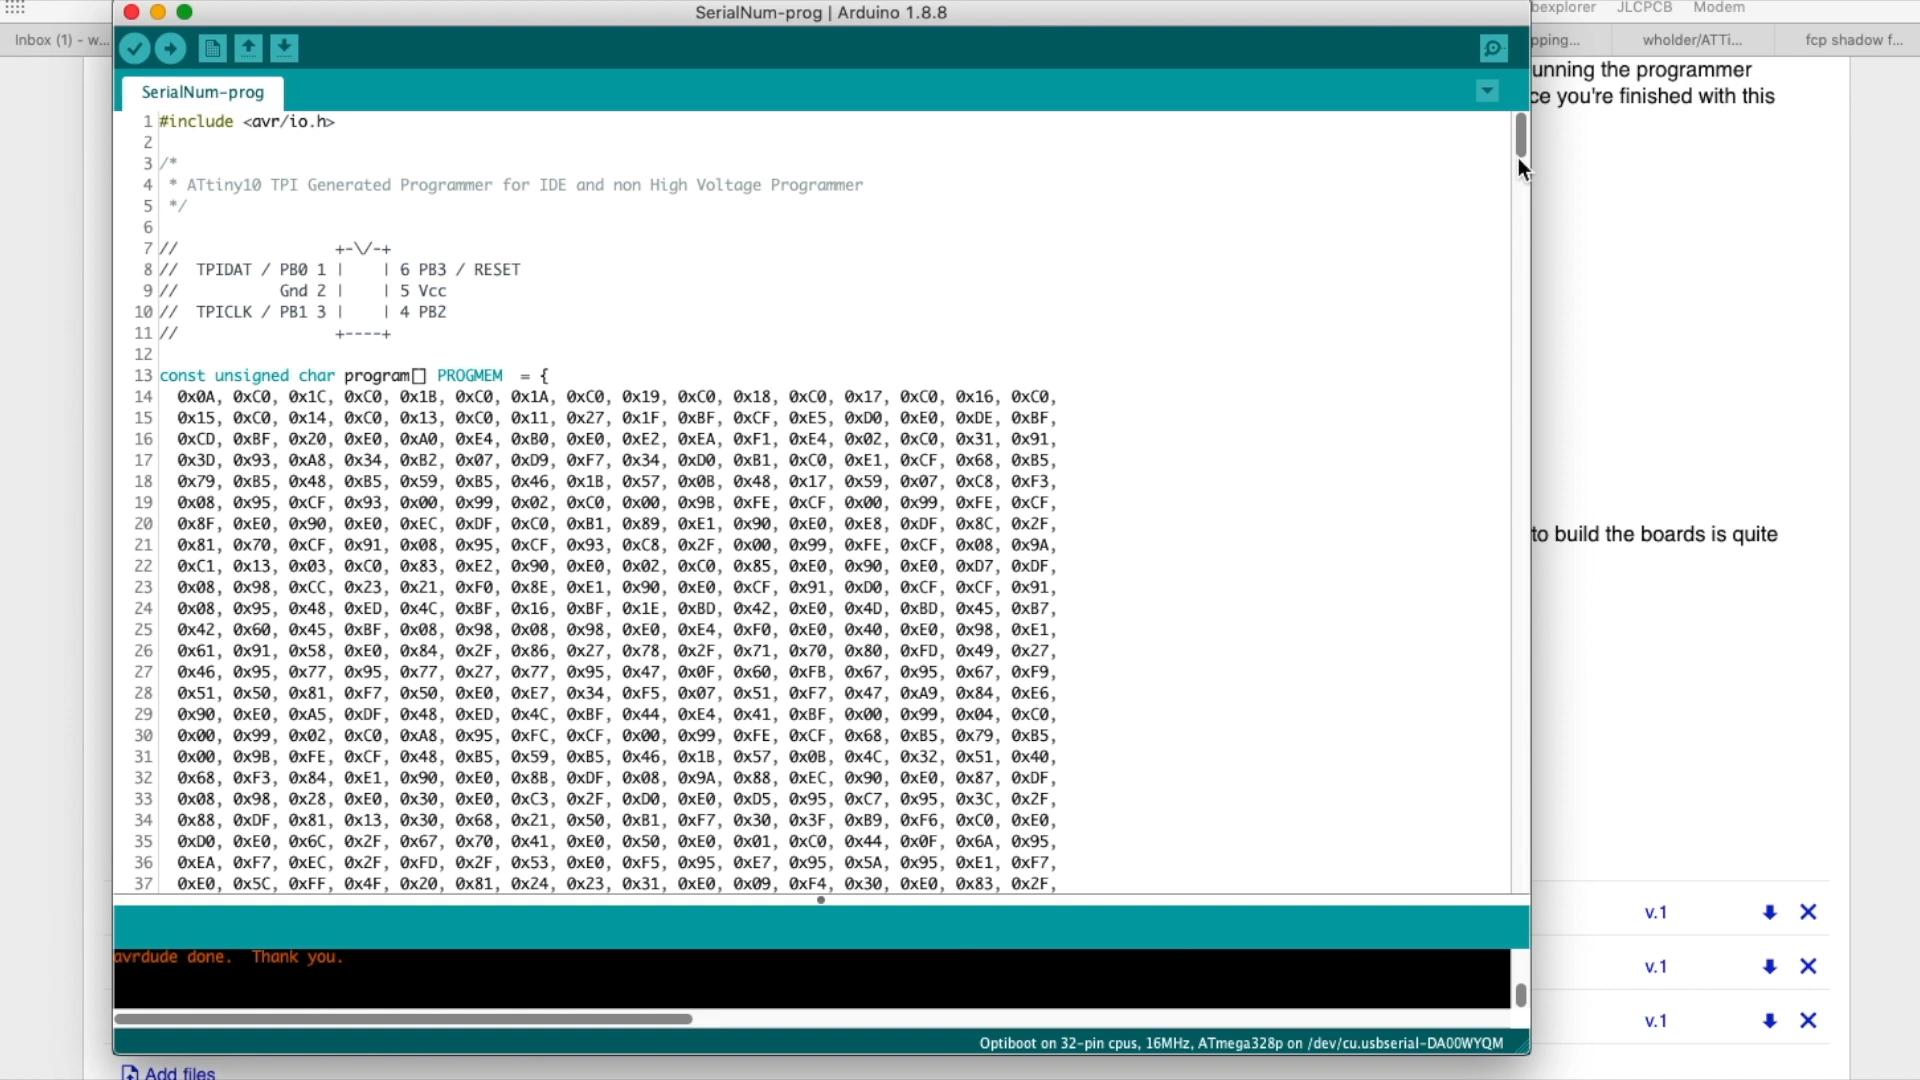 SerialNum-prog | Arduino 1.8.8
bexplorer JLCPCB Modem
Inbox (1) - w...
pping... wholder/ATTi... fcp shadow f...
SerialNum-prog
unning the programmer
ce you're finished with this
1 #include <avr/io.h>
2
3 /*
4 * ATtiny10 TPI Generated Programmer for IDE and non High Voltage Programmer
5 */
6
7 // +-\/-+
8 // TPIDAT / PB0 1 | | 6 PB3 / RESET
9 // Gnd 2 | | 5 Vcc
10 // TPICLK / PB1 3 | | 4 PB2
11 // +----+
12
13 const unsigned char program[] PROGMEM = {
14 0x0A, 0xC0, 0x1C, 0xC0, 0x1B, 0xC0, 0x1A, 0xC0, 0x19, 0xC0, 0x18, 0xC0, 0x17, 0xC0, 0x16, 0xC0,
15 0x15, 0xC0, 0x14, 0xC0, 0x13, 0xC0, 0x11, 0x27, 0x1F, 0xBF, 0xCF, 0xE5, 0xD0, 0xE0, 0xDE, 0xBF,
16 0xCD, 0xBF, 0x20, 0xE0, 0xA0, 0xE4, 0xB0, 0xE0, 0xE2, 0xEA, 0xF1, 0xE4, 0x02, 0xC0, 0x31, 0x91,
17 0x3D, 0x93, 0xA8, 0x34, 0xB2, 0x07, 0xD9, 0xF7, 0x34, 0xD0, 0xB1, 0xC0, 0xE1, 0xCF, 0x68, 0xB5,
18 0x79, 0xB5, 0x48, 0xB5, 0x59, 0xB5, 0x46, 0x1B, 0x57, 0x0B, 0x48, 0x17, 0x59, 0x07, 0xC8, 0xF3,
19 0x08, 0x95, 0xCF, 0x93, 0x00, 0x99, 0x02, 0xC0, 0x00, 0x9B, 0xFE, 0xCF, 0x00, 0x99, 0xFE, 0xCF,
20 0x8F, 0xE0, 0x90, 0xE0, 0xEC, 0xDF, 0xC0, 0xB1, 0x89, 0xE1, 0x90, 0xE0, 0xE8, 0xDF, 0x8C, 0x2F,
21 0x81, 0x70, 0xCF, 0x91, 0x08, 0x95, 0xCF, 0x93, 0xC8, 0x2F, 0x00, 0x99, 0xFE, 0xCF, 0x08, 0x9A,
22 0xC1, 0x13, 0x03, 0xC0, 0x83, 0xE2, 0x90, 0xE0, 0x02, 0xC0, 0x85, 0xE0, 0x90, 0xE0, 0xD7, 0xDF,
23 0x08, 0x98, 0xCC, 0x23, 0x21, 0xF0, 0x8E, 0xE1, 0x90, 0xE0, 0xCF, 0x91, 0xD0, 0xCF, 0xCF, 0x91,
24 0x08, 0x95, 0x48, 0xED, 0x4C, 0xBF, 0x16, 0xBF, 0x1E, 0xBD, 0x42, 0xE0, 0x4D, 0xBD, 0x45, 0xB7,
25 0x42, 0x60, 0x45, 0xBF, 0x08, 0x98, 0x08, 0x98, 0xE0, 0xE4, 0xF0, 0xE0, 0x40, 0xE0, 0x98, 0xE1,
26 0x61, 0x91, 0x58, 0xE0, 0x84, 0x2F, 0x86, 0x27, 0x78, 0x2F, 0x71, 0x70, 0x80, 0xFD, 0x49, 0x27,
27 0x46, 0x95, 0x77, 0x95, 0x77, 0x27, 0x77, 0x95, 0x47, 0x0F, 0x60, 0xFB, 0x67, 0x95, 0x67, 0xF9,
28 0x51, 0x50, 0x81, 0xF7, 0x50, 0xE0, 0xE7, 0x34, 0xF5, 0x07, 0x51, 0xF7, 0x47, 0xA9, 0x84, 0xE6,
29 0x90, 0xE0, 0xA5, 0xDF, 0x48, 0xED, 0x4C, 0xBF, 0x44, 0xE4, 0x41, 0xBF, 0x00, 0x99, 0x04, 0xC0,
30 0x00, 0x99, 0x02, 0xC0, 0xA8, 0x95, 0xFC, 0xCF, 0x00, 0x99, 0xFE, 0xCF, 0x68, 0xB5, 0x79, 0xB5,
31 0x00, 0x9B, 0xFE, 0xCF, 0x48, 0xB5, 0x59, 0xB5, 0x46, 0x1B, 0x57, 0x0B, 0x4C, 0x32, 0x51, 0x40,
32 0x68, 0xF3, 0x84, 0xE1, 0x90, 0xE0, 0x8B, 0xDF, 0x08, 0x9A, 0x88, 0xEC, 0x90, 0xE0, 0x87, 0xDF,
33 0x08, 0x98, 0x28, 0xE0, 0x30, 0xE0, 0xC3, 0x2F, 0xD0, 0xE0, 0xD5, 0x95, 0xC7, 0x95, 0x3C, 0x2F,
34 0x88, 0xDF, 0x81, 0x13, 0x30, 0x68, 0x21, 0x50, 0xB1, 0xF7, 0x30, 0x3F, 0xB9, 0xF6, 0xC0, 0xE0,
35 0xD0, 0xE0, 0x6C, 0x2F, 0x67, 0x70, 0x41, 0xE0, 0x50, 0xE0, 0x01, 0xC0, 0x44, 0x0F, 0x6A, 0x95,
36 0xEA, 0xF7, 0xEC, 0x2F, 0xFD, 0x2F, 0x53, 0xE0, 0xF5, 0x95, 0xE7, 0x95, 0x5A, 0x95, 0xE1, 0xF7,
37 0xE0, 0x5C, 0xFF, 0x4F, 0x20, 0x81, 0x24, 0x23, 0x31, 0xE0, 0x09, 0xF4, 0x30, 0xE0, 0x83, 0x2F,
to build the boards is quite
v.1
v.1
v.1
avrdude done. Thank you.
Optiboot on 32-pin cpus, 16MHz, ATmega328p on /dev/cu.usbserial-DA00WYQM
Add files